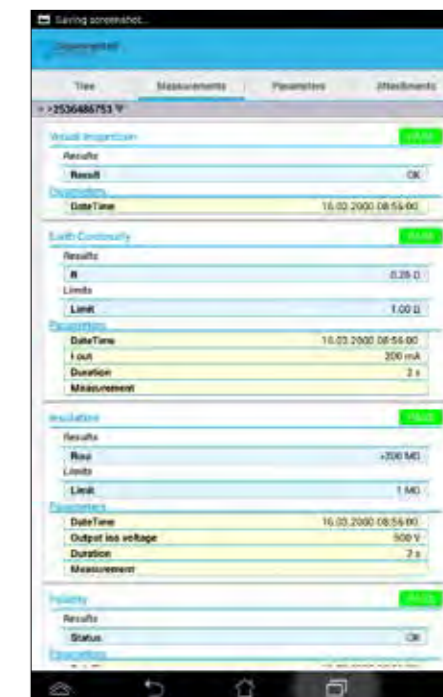 Saving screenshot...
Tree Measurements Parameters Attachments
>2536486753
Visual Inspection PASS
Results
Result OK
Parameters
DateTime 16.03.2000 08:56:00
Earth Continuity PASS
Results
R Ω
Limits
Limit 1.00 Ω
Parameters
DateTime 16.03.2000 08:56:00
I out 200 mA
Duration 2 s
Measurement
Insulation PASS
Results
Riso MΩ
Limits
Limit 1 MΩ
Parameters
DateTime 16.03.2000 08:56:00
Output iso voltage 500 V
Duration 2 s
Measurement
Polarity PASS
Results
Status OK
Parameters